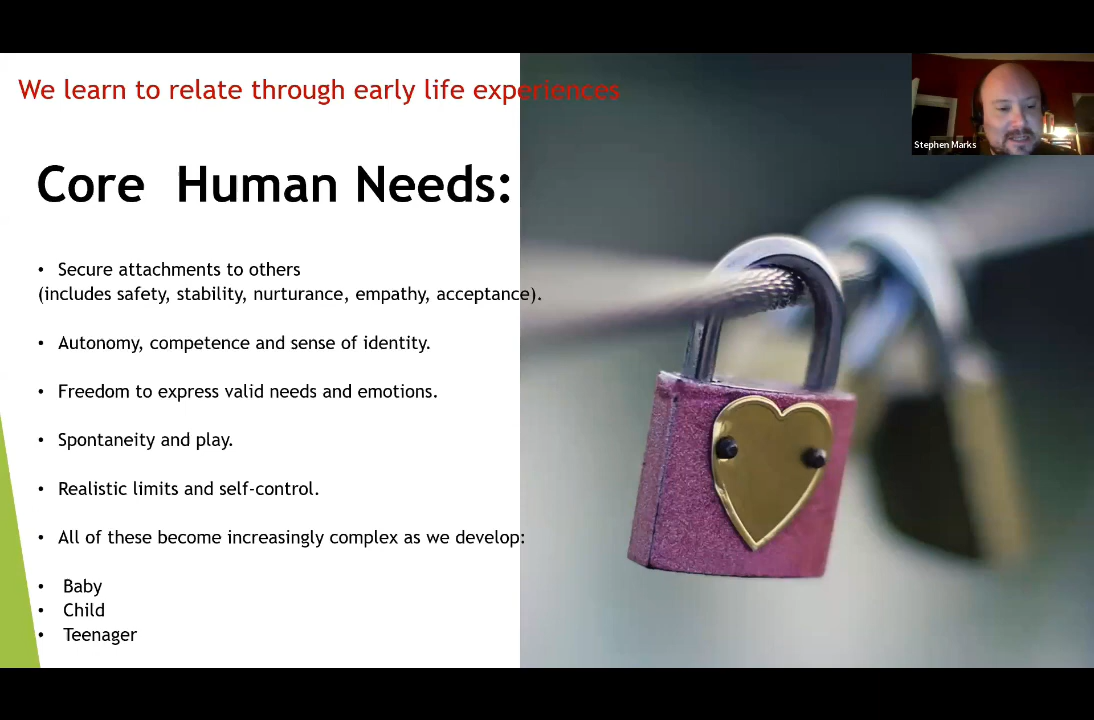 We learn to relate through early life experiences
Stephen Marks
Core Human Needs:
• Secure attachments to others
(includes safety, stability, nurturance, empathy, acceptance).
• Autonomy, competence and sense of identity.
• Freedom to express valid needs and emotions.
• Spontaneity and play.
• Realistic limits and self-control.
• All of these become increasingly complex as we develop:
• Baby
• Child
• Teenager